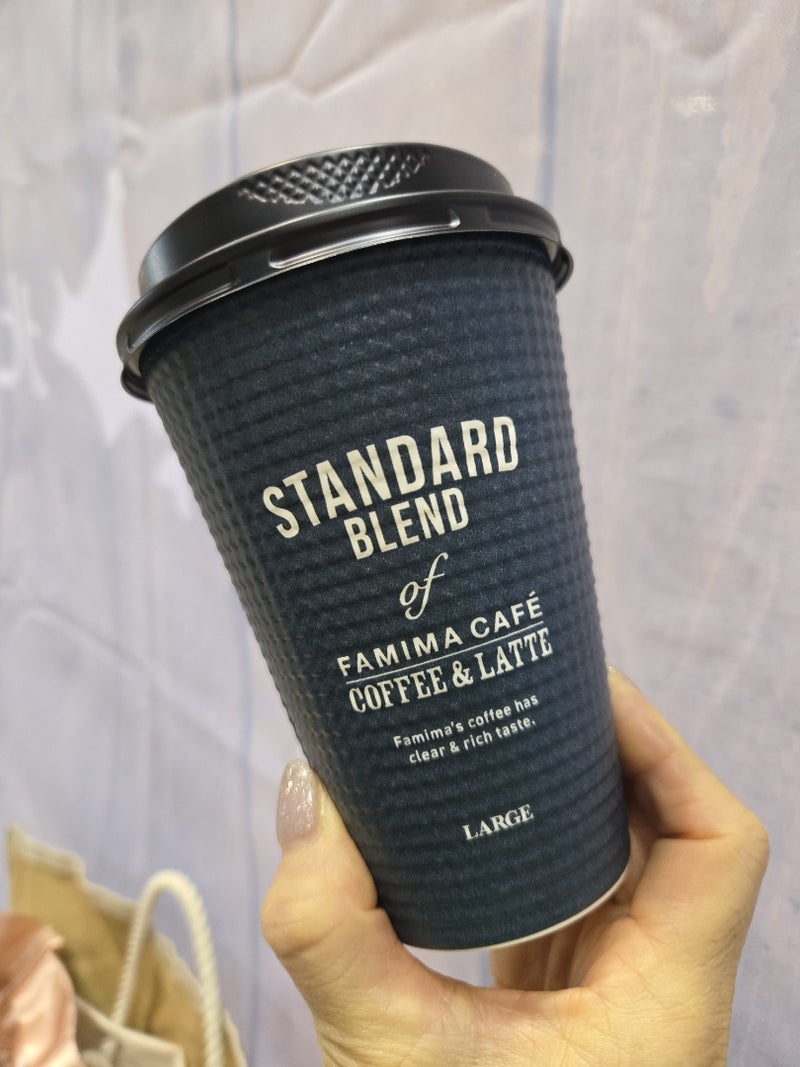 STANDARD
BLEND
of
FAMIMA CAFÉ
COFFEE & LATTE
Famima's coffee has
clear & rich taste.
LARGE